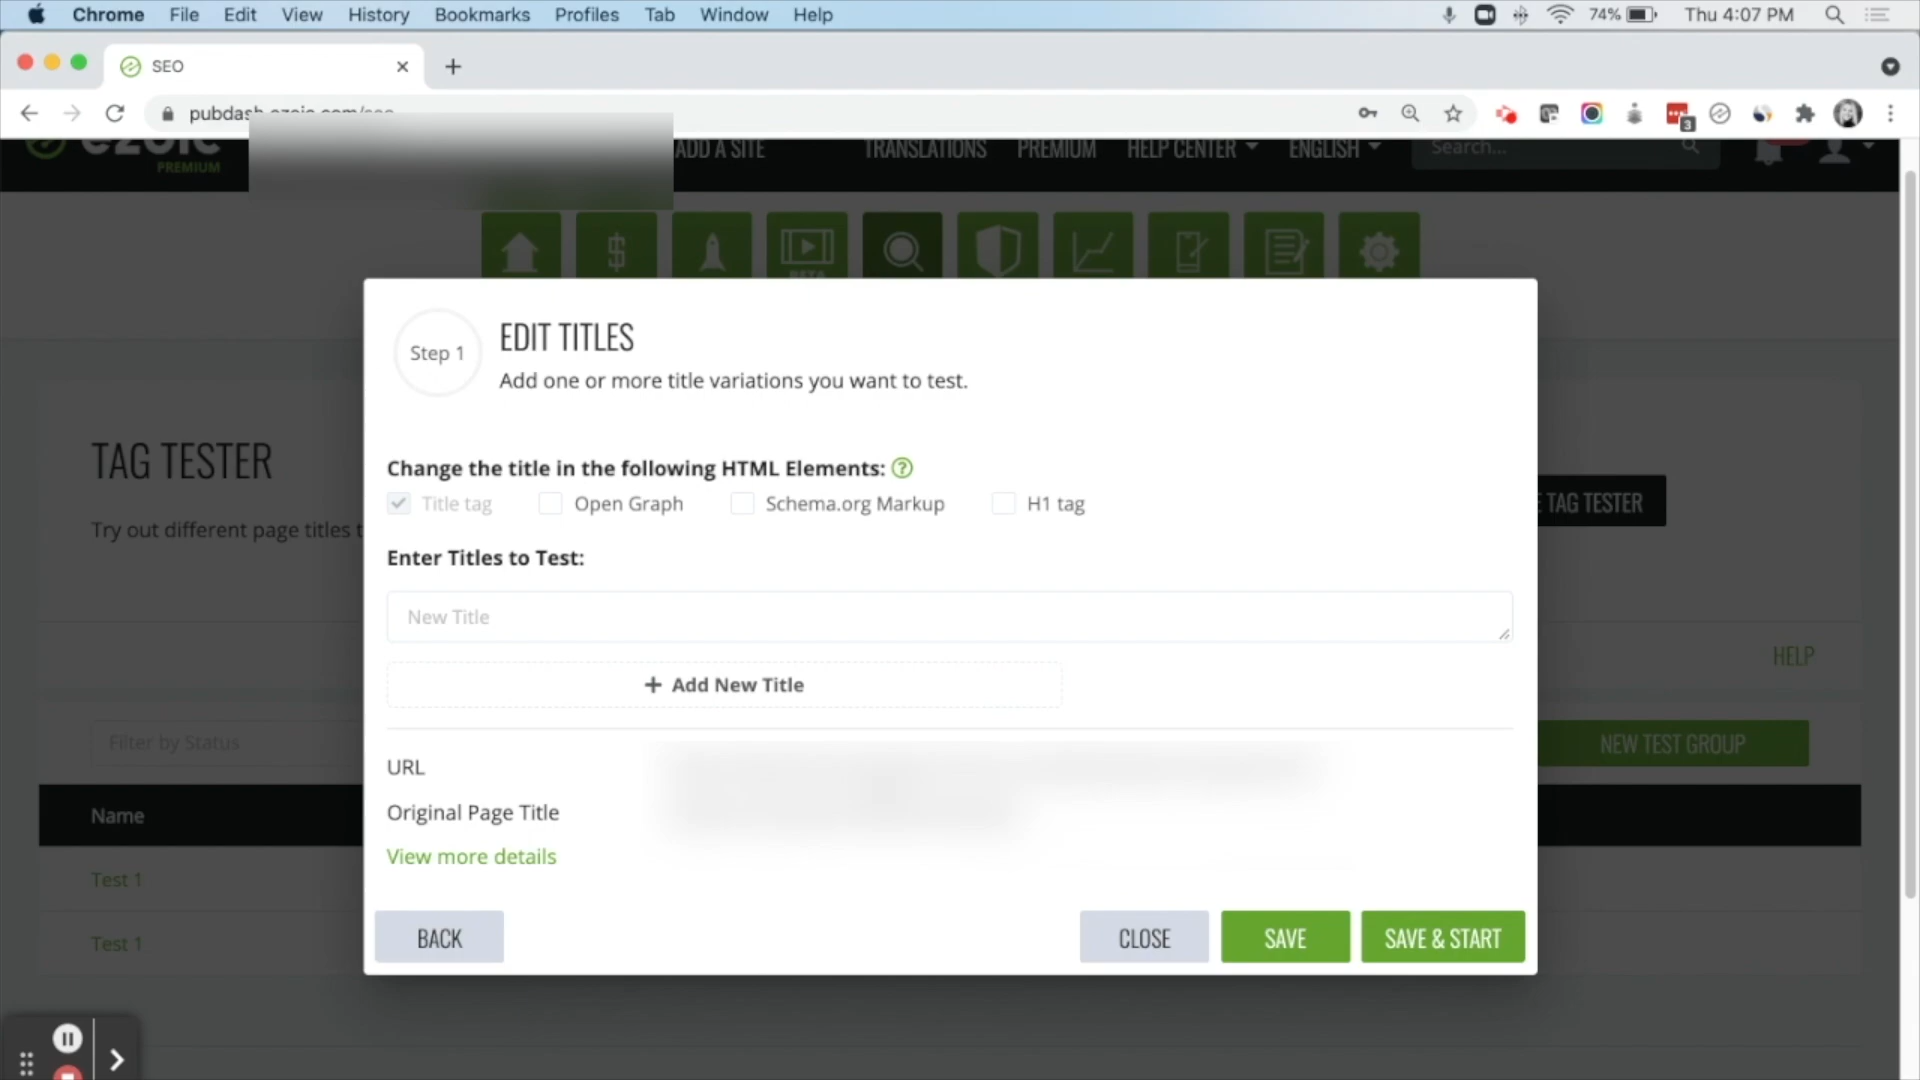 Chrome File Edit View History Bookmarks Profiles Tab Window Help 74% Thu 4:07 PM
SEO
3
ezoic ADD A SITE TRANSLATIONS PREMIUM HELP CENTER ENGLISH Search...
PREMIUM
BETA
Step 1
EDIT TITLES
Add one or more title variations you want to test.
TAG TESTER
Try out different page titles t
Change the title in the following HTML Elements: ?
Title tag Open Graph Schema.org Markup H1 tag
TAG TESTER
Enter Titles to Test:
New Title
+ Add New Title
HELP
Filter by Status
NEW TEST GROUP
URL
Original Page Title
View more details
Name
Test 1
Test 1
BACK CLOSE SAVE SAVE & START